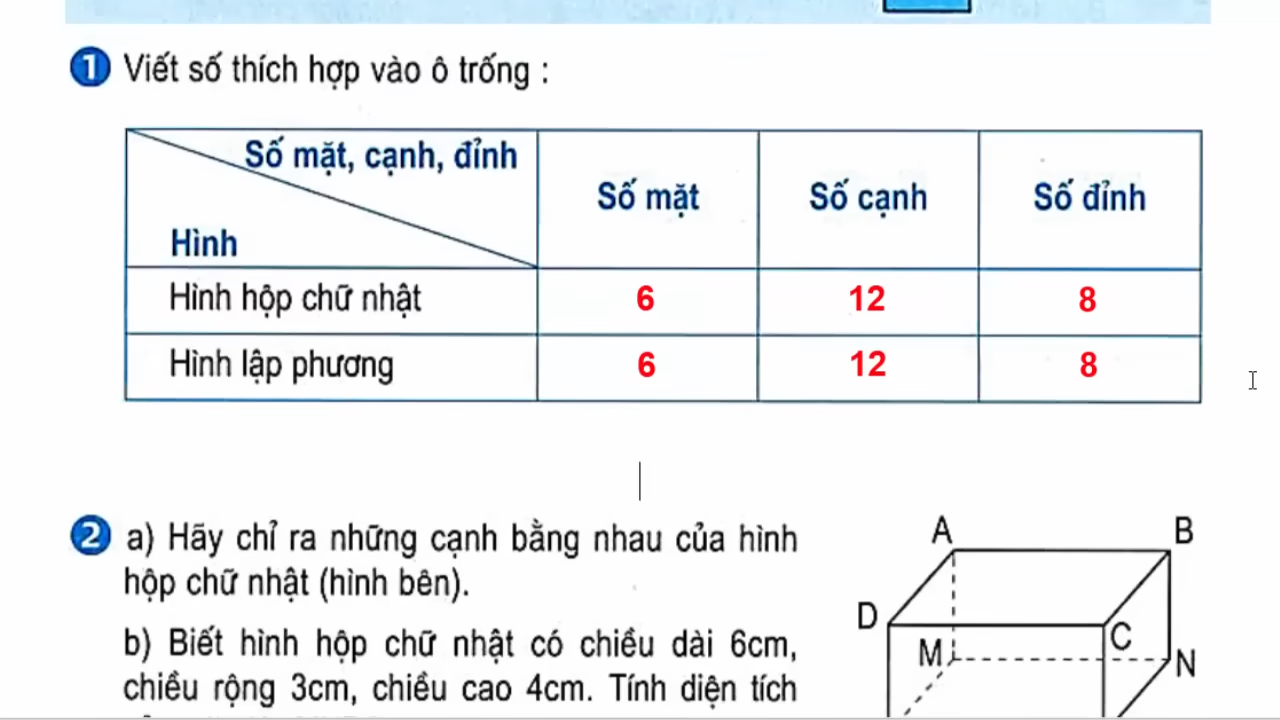 1 Viết số thích hợp vào ô trống :
Số mặt, cạnh, đỉnh
Hình
Số mặt
Số cạnh
Số đỉnh
Hình hộp chữ nhật
6
12
8
Hình lập phương
6
12
8
2 a) Hãy chỉ ra những cạnh bằng nhau của hình
hộp chữ nhật (hình bên).
b) Biết hình hộp chữ nhật có chiều dài 6cm,
chiều rộng 3cm, chiều cao 4cm. Tính diện tích
A
B
D
C
M
N